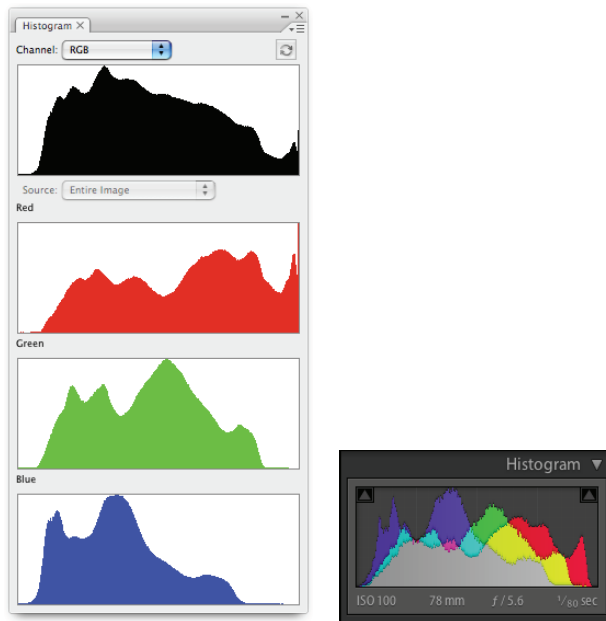 Histogram ×
Channel: RGB
Source: Entire Image
Red
Green
Blue
Histogram
ISO 100 78 mm ƒ / 5.6 1/80 sec